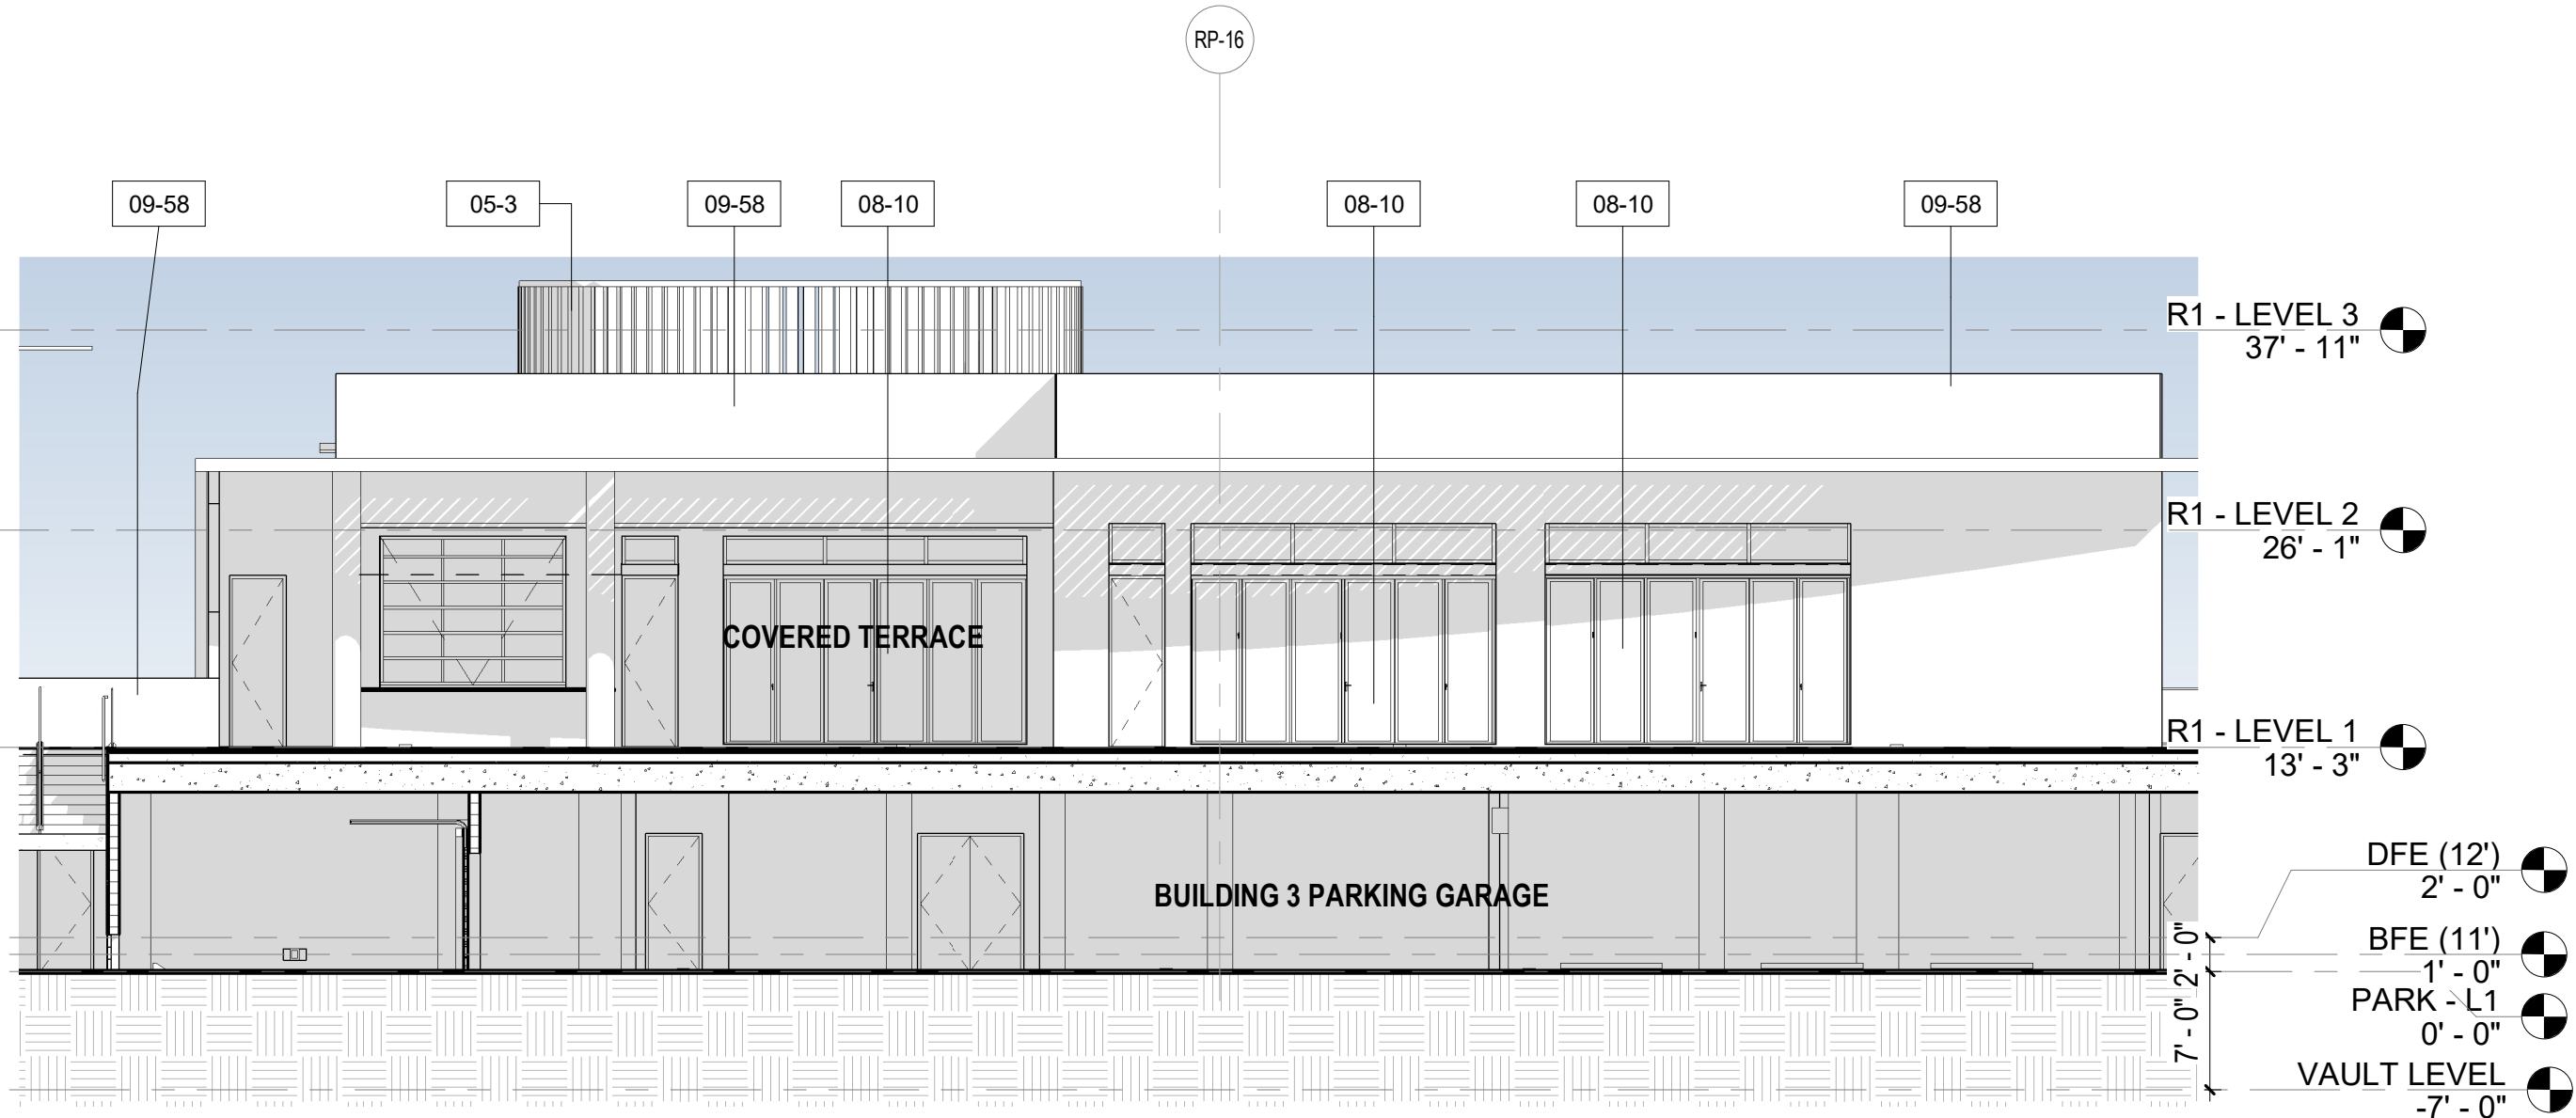 RP-16
09-58
05-3
09-58
08-10
08-10
08-10
09-58
R1 - LEVEL 3
37' - 11"
R1 - LEVEL 2
26' - 1"
COVERED TERRACE
R1 - LEVEL 1
13' - 3"
DFE (12')
2' - 0"
BUILDING 3 PARKING GARAGE
2' - 0"
BFE (11')
1' - 0"
PARK - L1
0' - 0"
7' - 0"
VAULT LEVEL
-7' - 0"